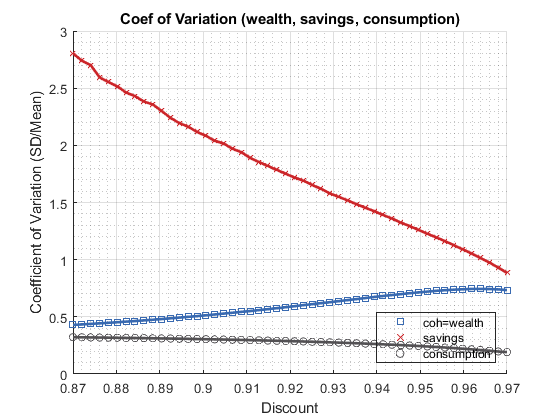 Coef of Variation (wealth, savings, consumption)
3
2.5
2
1.5
1
0.5
0
Coefficient of Variation (SD/Mean)
coh=wealth
savings
consumption
0.87 0.88 0.89 0.9 0.91 0.92 0.93 0.94 0.95 0.96 0.97
Discount